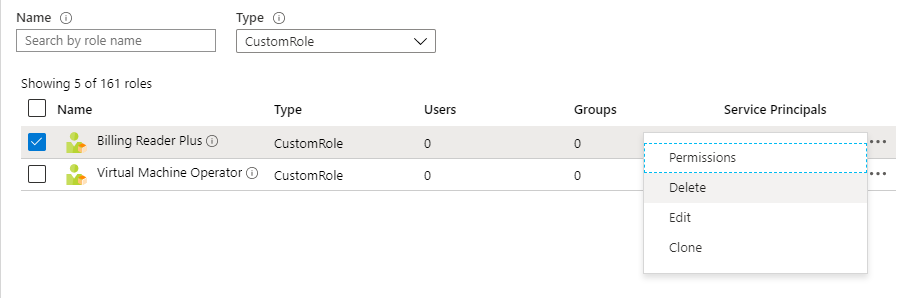 Name Type
Search by role name CustomRole
Showing 5 of 161 roles
Name Type Users Groups Service Principals
Billing Reader Plus CustomRole 0 0
Permissions
Virtual Machine Operator CustomRole 0 0
Delete
Edit
Clone